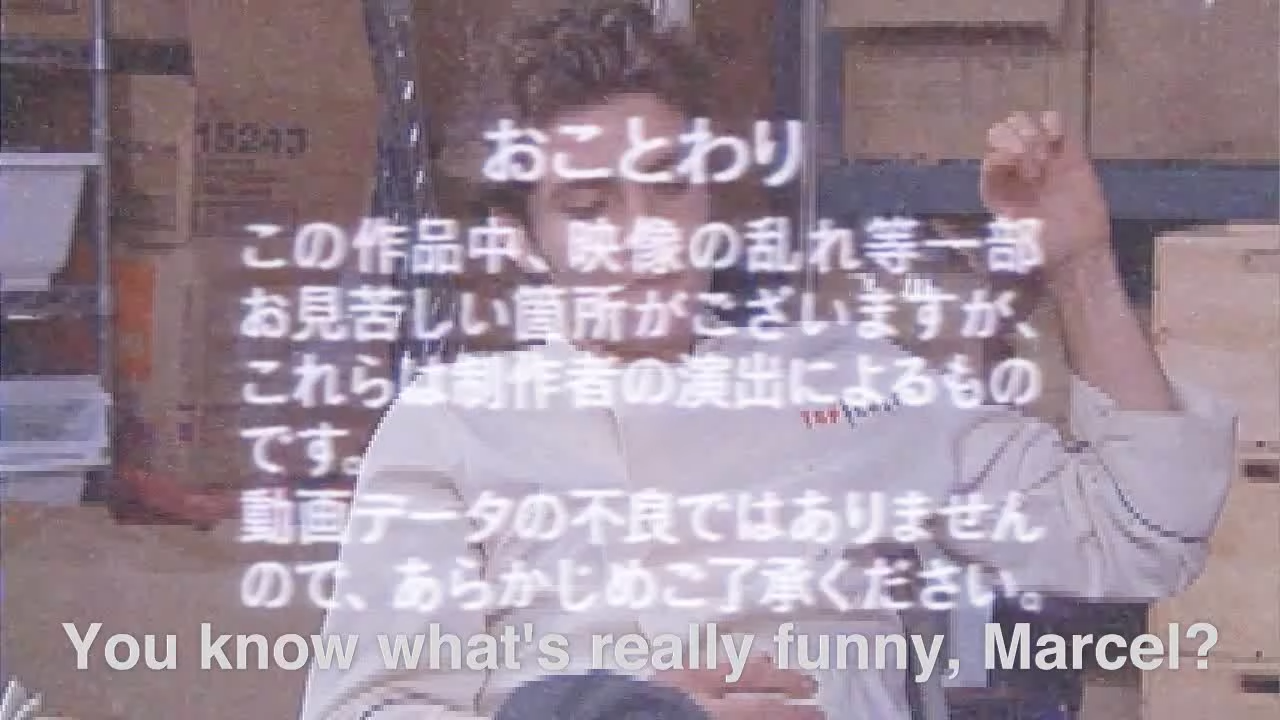 15243
おことわり
この作品中、映像の乱れ等一部
お見苦しい箇所がございますが、
これらは制作者の演出によるもの
です。
動画データの不良ではありません
ので、あらかじめご了承ください。
You know what's really funny, Marcel?